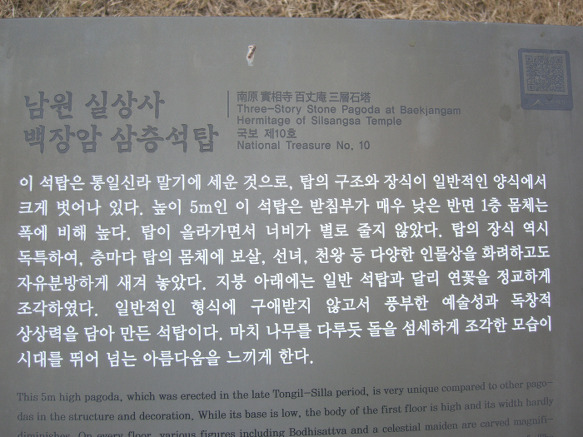 남원 실상사
백장암 삼층석탑
南原 實相寺 百丈庵 三層石塔
Three-Story Stone Pagoda at Baekjangam
Hermitage of Silsangsa Temple
국보 제10호
National Treasure No. 10
이 석탑은 통일신라 말기에 세운 것으로, 탑의 구조와 장식이 일반적인 양식에서
크게 벗어나 있다. 높이 5m인 이 석탑은 받침부가 매우 낮은 반면 1층 몸체는
폭에 비해 높다. 탑이 올라가면서 너비가 별로 줄지 않았다. 탑의 장식 역시
독특하여, 층마다 탑의 몸체에 보살, 선녀, 천왕 등 다양한 인물상을 화려하고도
자유분방하게 새겨 놓았다. 지붕 아래에는 일반 석탑과 달리 연꽃을 정교하게
조각하였다. 일반적인 형식에 구애받지 않고서 풍부한 예술성과 독창적
상상력을 담아 만든 석탑이다. 마치 나무를 다루듯 돌을 섬세하게 조각한 모습이
시대를 뛰어 넘는 아름다움을 느끼게 한다.
This 5m high pagoda, which was erected in the late Tongil-Silla period, is very unique compared to other pago-
das in the structure and decoration. While its base is low, the body of the first floor is high and its width hardly
diminishes. On every floor, various figures including Bodhisattva and a celestial maiden are carved magnifi-